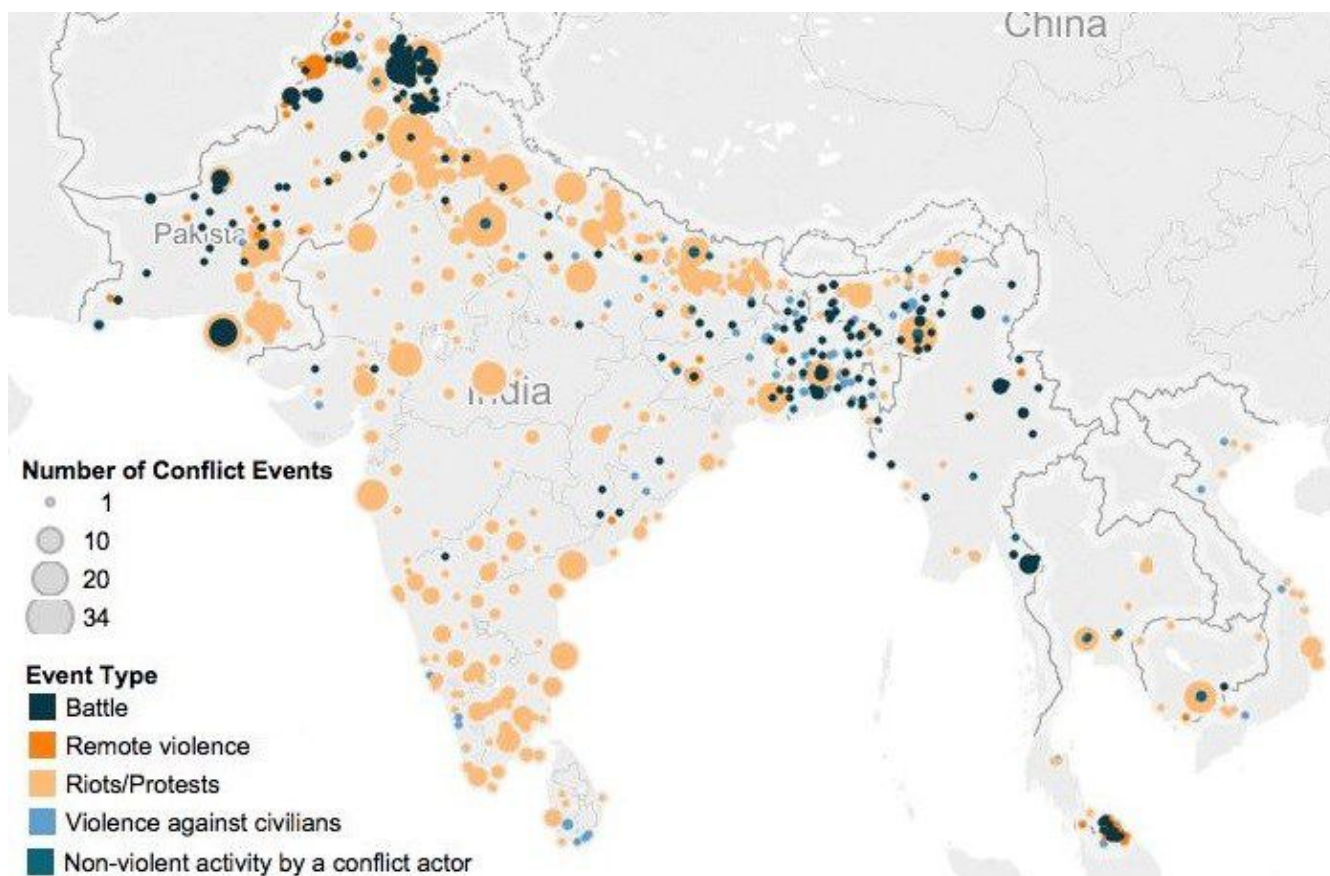 China
Pakista
India
Number of Conflict Events
1
10
20
34
Event Type
Battle
Remote violence
Riots/Protests
Violence against civilians
Non-violent activity by a conflict actor